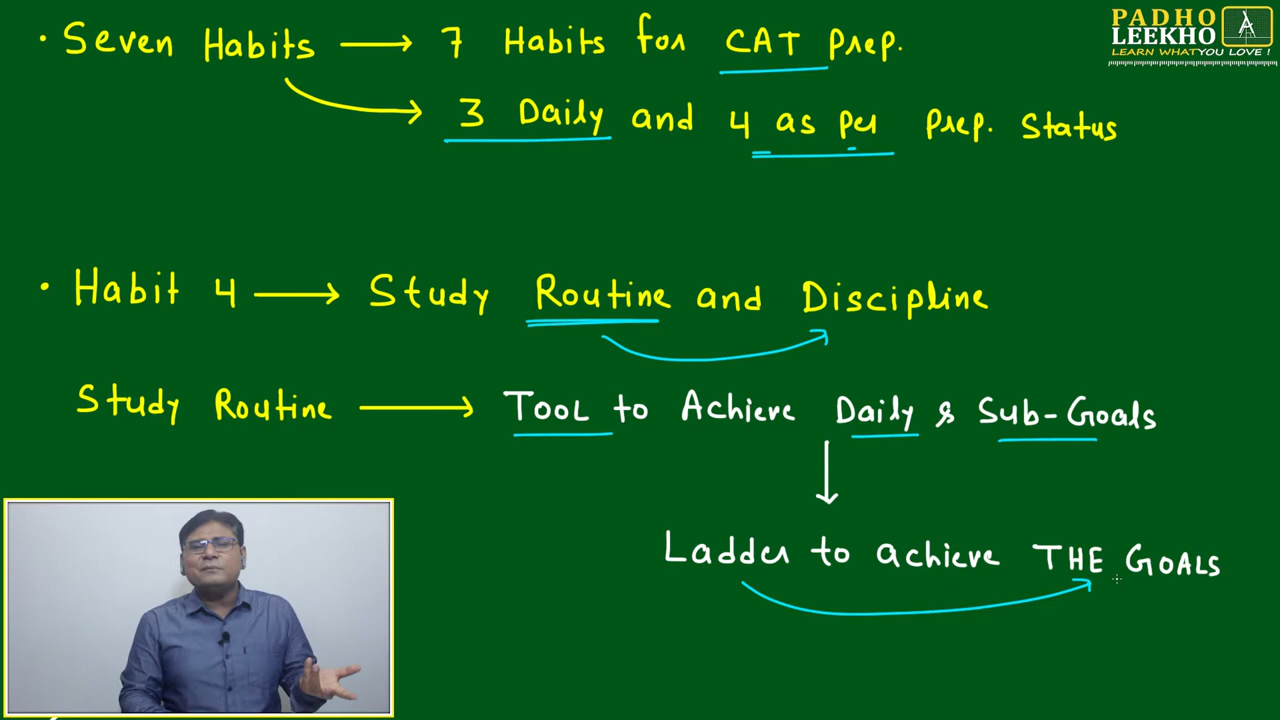 • Seven Habits → 7 Habits for CAT Prep.
→ 3 Daily and 4 as per Prep. Status
• Habit 4 → Study Routine and Discipline
Study Routine → TOOL to Achieve Daily & Sub-Goals
↓
Ladder to achieve THE GOALS
PADHO
LEEKHO
LEARN WHAT YOU LOVE !